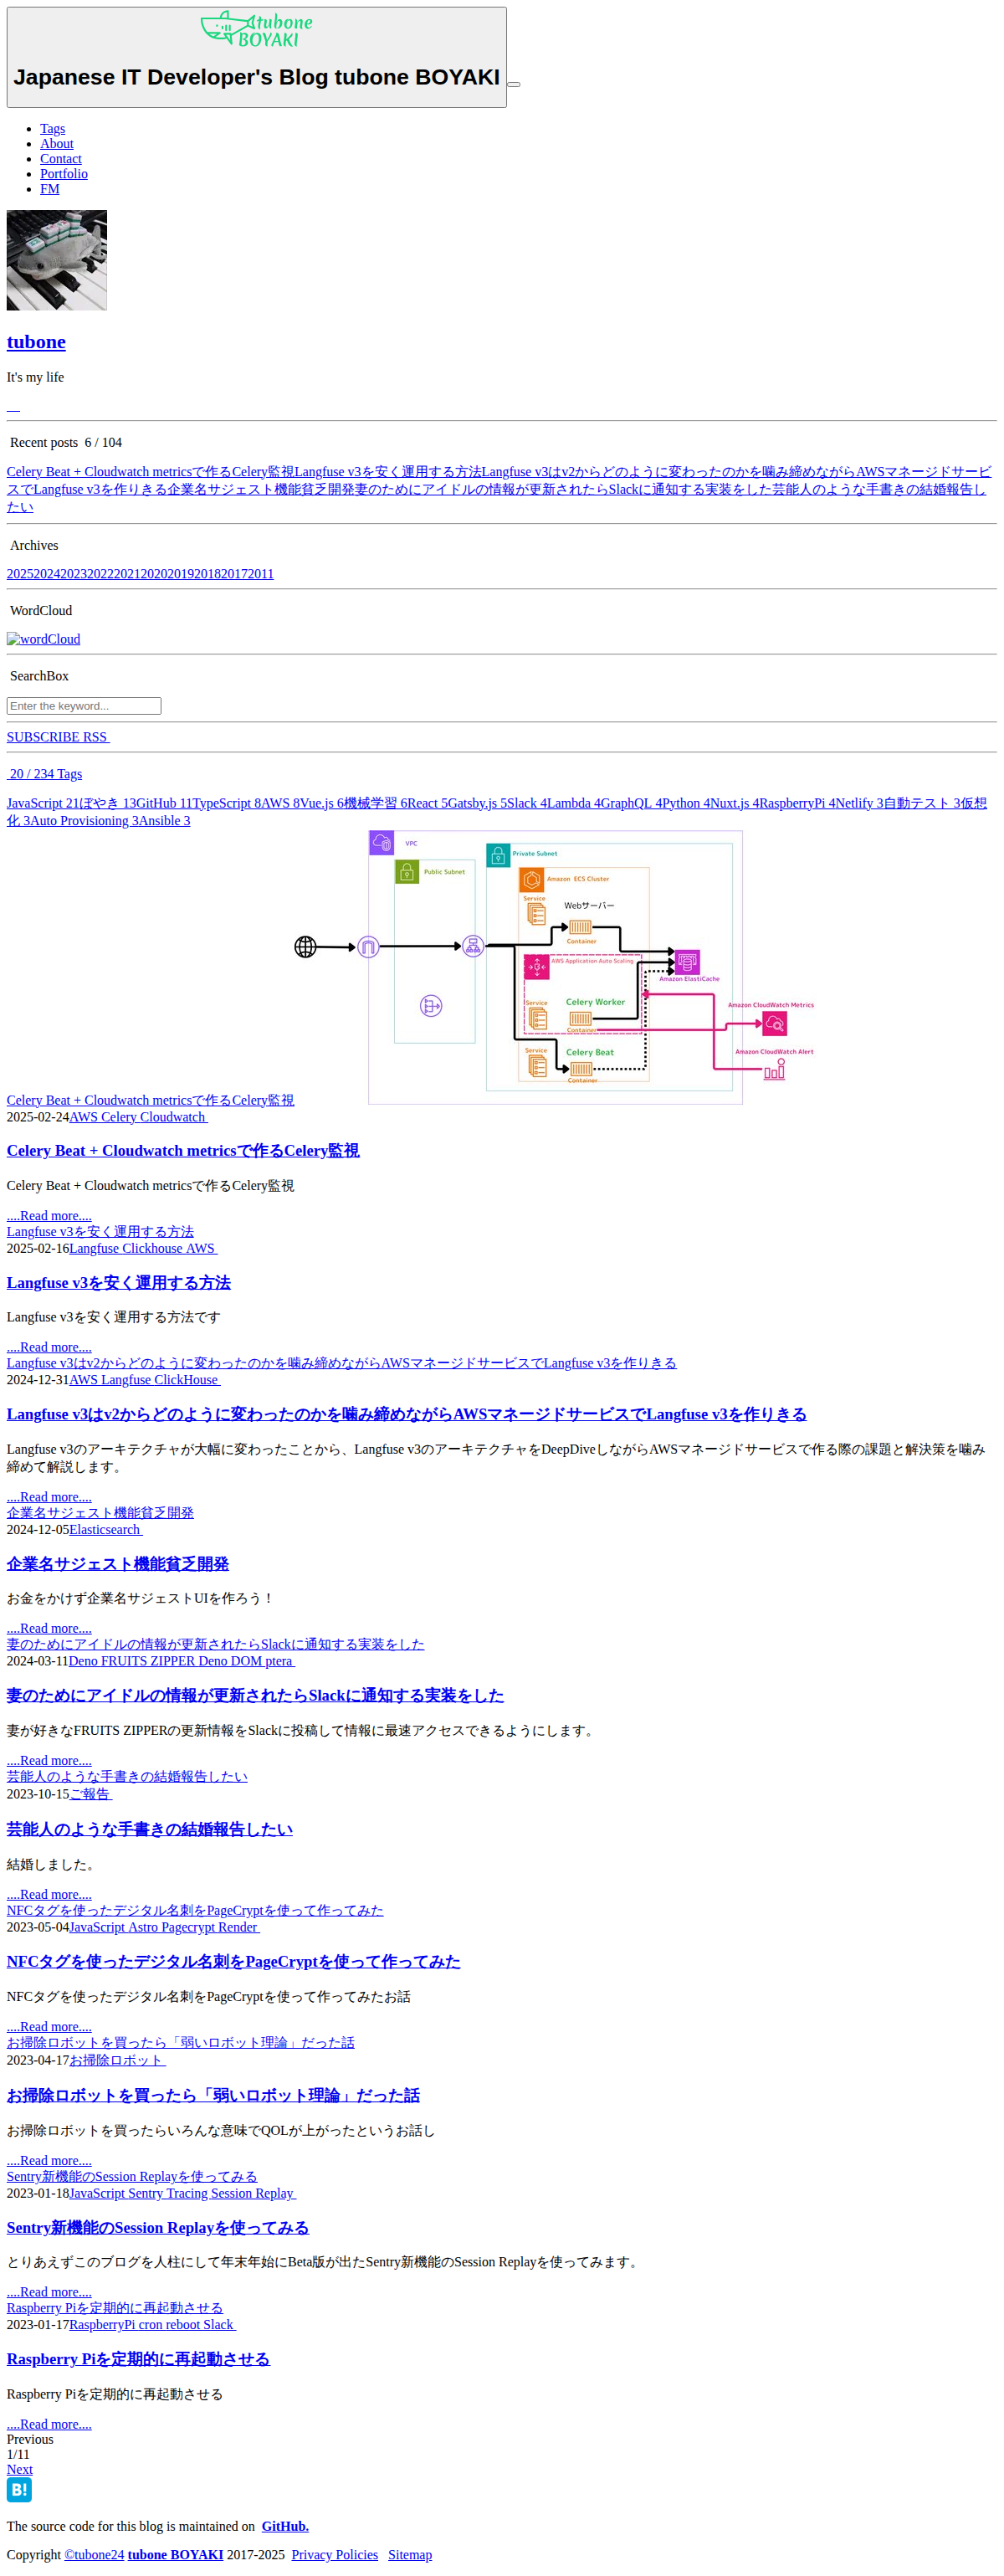 tubone
BOYAKI
Japanese IT Developer's Blog tubone BOYAKI
Tags
About
Contact
Portfolio
FM
tubone
It's my life
Recent posts  6 / 104
Celery Beat + Cloudwatch metricsで作るCelery監視Langfuse v3を安く運用する方法Langfuse v3はv2からどのように変わったのかを噛み締めながらAWSマネージドサービ
スでLangfuse v3を作りきる企業名サジェスト機能貧乏開発妻のためにアイドルの情報が更新されたらSlackに通知する実装をした芸能人のような手書きの結婚報告し
たい
Archives
2025202420232022202120202019201820172011
WordCloud
wordCloud
SearchBox
Enter the keyword...
SUBSCRIBE RSS
20 / 234 Tags
JavaScript 21ぼやき 13GitHub 11TypeScript 8AWS 8Vue.js 6機械学習 6React 5Gatsby.js 5Slack 4Lambda 4GraphQL 4Python 4Nuxt.js 4RaspberryPi 4Netlify 3自動テスト 3仮想
化 3Auto Provisioning 3Ansible 3
VPC
Public Subnet
Private Subnet
Amazon ECS Cluster
Service
Webサーバー
Container
AWS Application Auto Scaling
Amazon ElastiCache
Service
Celery Worker
Container
Amazon CloudWatch Metrics
Service
Celery Beat
Container
Amazon CloudWatch Alert
Celery Beat + Cloudwatch metricsで作るCelery監視
2025-02-24AWS Celery Cloudwatch
Celery Beat + Cloudwatch metricsで作るCelery監視
Celery Beat + Cloudwatch metricsで作るCelery監視
....Read more....
Langfuse v3を安く運用する方法
2025-02-16Langfuse Clickhouse AWS
Langfuse v3を安く運用する方法
Langfuse v3を安く運用する方法です
....Read more....
Langfuse v3はv2からどのように変わったのかを噛み締めながらAWSマネージドサービスでLangfuse v3を作りきる
2024-12-31AWS Langfuse ClickHouse
Langfuse v3はv2からどのように変わったのかを噛み締めながらAWSマネージドサービスでLangfuse v3を作りきる
Langfuse v3のアーキテクチャが大幅に変わったことから、Langfuse v3のアーキテクチャをDeepDiveしながらAWSマネージドサービスで作る際の課題と解決策を噛み
締めて解説します。
....Read more....
企業名サジェスト機能貧乏開発
2024-12-05Elasticsearch
企業名サジェスト機能貧乏開発
お金をかけず企業名サジェストUIを作ろう！
....Read more....
妻のためにアイドルの情報が更新されたらSlackに通知する実装をした
2024-03-11Deno FRUITS ZIPPER Deno DOM ptera
妻のためにアイドルの情報が更新されたらSlackに通知する実装をした
妻が好きなFRUITS ZIPPERの更新情報をSlackに投稿して情報に最速アクセスできるようにします。
....Read more....
芸能人のような手書きの結婚報告したい
2023-10-15ご報告
芸能人のような手書きの結婚報告したい
結婚しました。
....Read more....
NFCタグを使ったデジタル名刺をPageCryptを使って作ってみた
2023-05-04JavaScript Astro Pagecrypt Render
NFCタグを使ったデジタル名刺をPageCryptを使って作ってみた
NFCタグを使ったデジタル名刺をPageCryptを使って作ってみたお話
....Read more....
お掃除ロボットを買ったら「弱いロボット理論」だった話
2023-04-17お掃除ロボット
お掃除ロボットを買ったら「弱いロボット理論」だった話
お掃除ロボットを買ったらいろんな意味でQOLが上がったというお話し
....Read more....
Sentry新機能のSession Replayを使ってみる
2023-01-18JavaScript Sentry Tracing Session Replay
Sentry新機能のSession Replayを使ってみる
とりあえずこのブログを人柱にして年末年始にBeta版が出たSentry新機能のSession Replayを使ってみます。
....Read more....
Raspberry Piを定期的に再起動させる
2023-01-17RaspberryPi cron reboot Slack
Raspberry Piを定期的に再起動させる
Raspberry Piを定期的に再起動させる
....Read more....
Previous
1/11
Next
B!
The source code for this blog is maintained on GitHub.
Copyright ©tubone24 tubone BOYAKI 2017-2025 Privacy Policies Sitemap